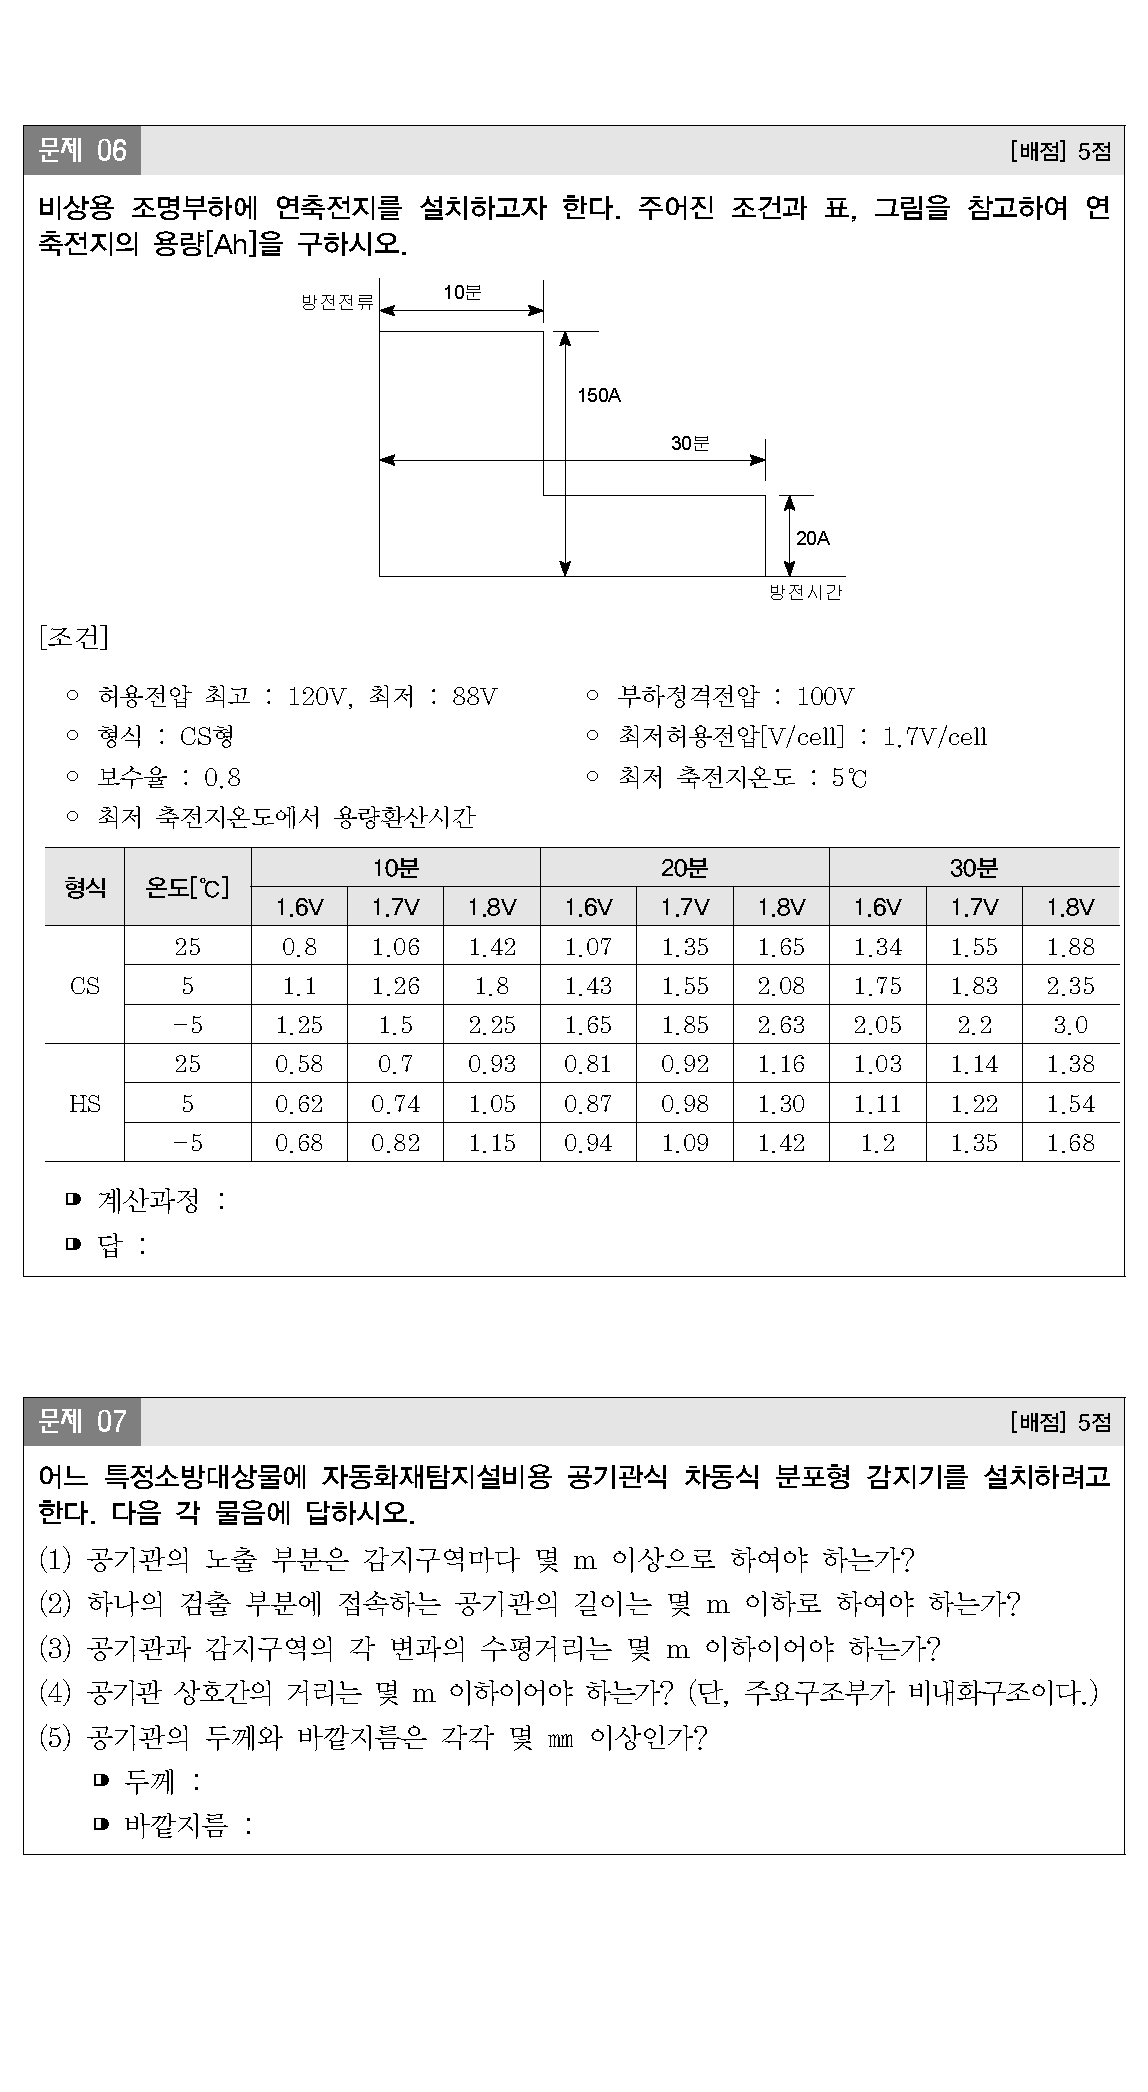 문제 06
[배점] 5점
비상용 조명부하에 연축전지를 설치하고자 한다. 주어진 조건과 표, 그림을 참고하여 연
축전지의 용량[Ah]을 구하시오.
방전전류
10분
150A
30분
20A
방전시간
[조건]
○ 허용전압 최고 : 120V, 최저 : 88V ○ 부하정격전압 : 100V
○ 형식 : CS형 ○ 최저허용전압[V/cell] : 1.7V/cell
○ 보수율 : 0.8 ○ 최저 축전지온도 : 5℃
○ 최저 축전지온도에서 용량환산시간
형식 온도[℃] 10분 20분 30분
1.6V 1.7V 1.8V 1.6V 1.7V 1.8V 1.6V 1.7V 1.8V
CS 25 0.8 1.06 1.42 1.07 1.35 1.65 1.34 1.55 1.88
5 1.1 1.26 1.8 1.43 1.55 2.08 1.75 1.83 2.35
-5 1.25 1.5 2.25 1.65 1.85 2.63 2.05 2.2 3.0
HS 25 0.58 0.7 0.93 0.81 0.92 1.16 1.03 1.14 1.38
5 0.62 0.74 1.05 0.87 0.98 1.30 1.11 1.22 1.54
-5 0.68 0.82 1.15 0.94 1.09 1.42 1.2 1.35 1.68
계산과정 :
답 :
문제 07
[배점] 5점
어느 특정소방대상물에 자동화재탐지설비용 공기관식 차동식 분포형 감지기를 설치하려고
한다. 다음 각 물음에 답하시오.
(1) 공기관의 노출 부분은 감지구역마다 몇 m 이상으로 하여야 하는가?
(2) 하나의 검출 부분에 접속하는 공기관의 길이는 몇 m 이하로 하여야 하는가?
(3) 공기관과 감지구역의 각 변과의 수평거리는 몇 m 이하이어야 하는가?
(4) 공기관 상호간의 거리는 몇 m 이하이어야 하는가? (단, 주요구조부가 비내화구조이다.)
(5) 공기관의 두께와 바깥지름은 각각 몇 ㎜ 이상인가?
두께 :
바깥지름 :